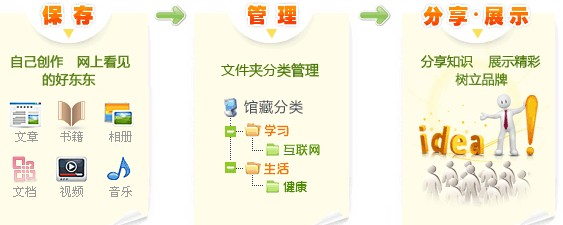 保存
自己创作 网上看见
的好东东
文章 书籍 相册
文档 视频 音乐
管理
文件夹分类管理
馆藏分类
学习
互联网
生活
健康
分享·展示
分享知识 展示精彩
树立品牌
idea!